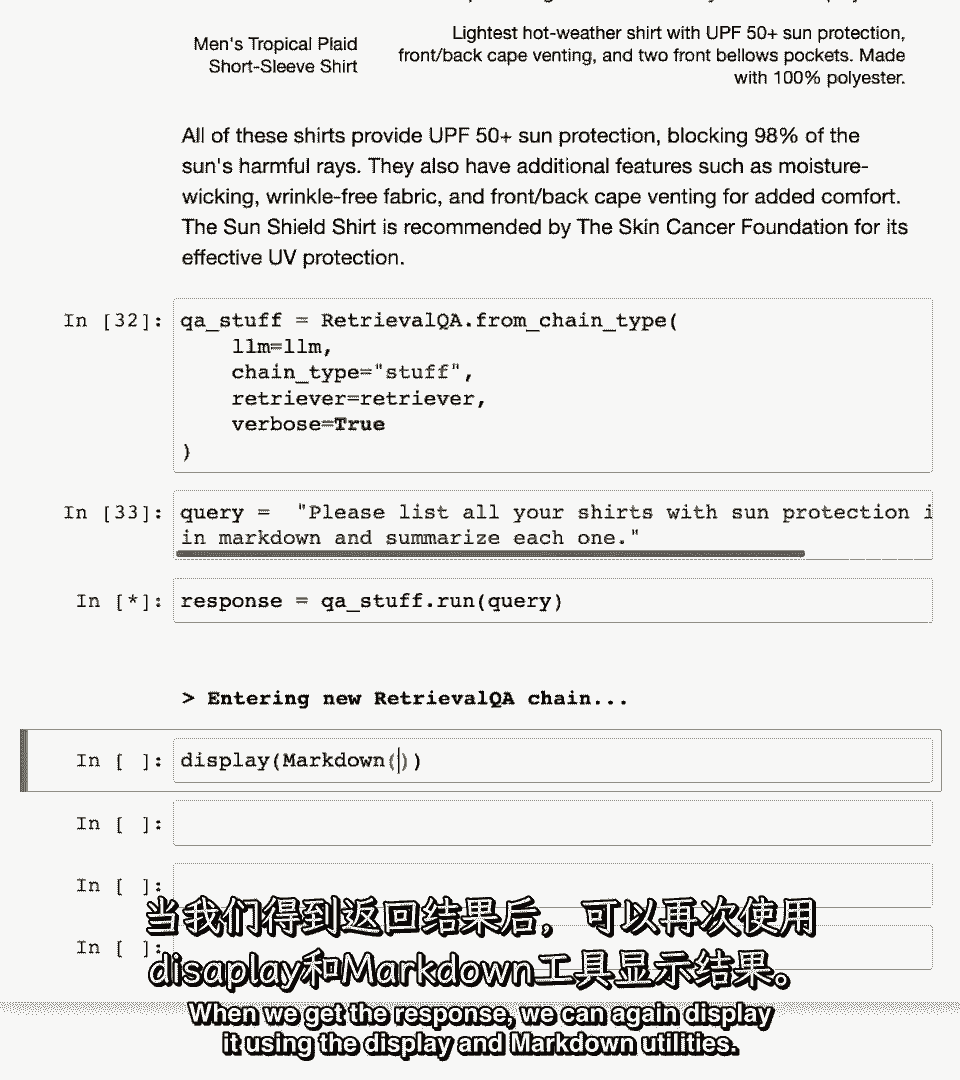 Men's Tropical Plaid
Short-Sleeve Shirt
Lightest hot-weather shirt with UPF 50+ sun protection,
front/back cape venting, and two front bellows pockets. Made
with 100% polyester.
All of these shirts provide UPF 50+ sun protection, blocking 98% of the
sun's harmful rays. They also have additional features such as moisture-
wicking, wrinkle-free fabric, and front/back cape venting for added comfort.
The Sun Shield Shirt is recommended by The Skin Cancer Foundation for its
effective UV protection.
In [32]: qa_stuff = RetrievalQA.from_chain_type(
llm=llm,
chain_type="stuff",
retriever=retriever,
verbose=True
)
In [33]: query =  "Please list all your shirts with sun protection i
in markdown and summarize each one."
In [*]: response = qa_stuff.run(query)
> Entering new RetrievalQA chain...
In [ ]: display(Markdown())
In [ ]:
In [ ]:
In [ ]:
当我们得到返回结果后，可以再次使用
disaplay和Markdown工具显示结果。
When we get the response, we can again display
it using the display and Markdown utilities.